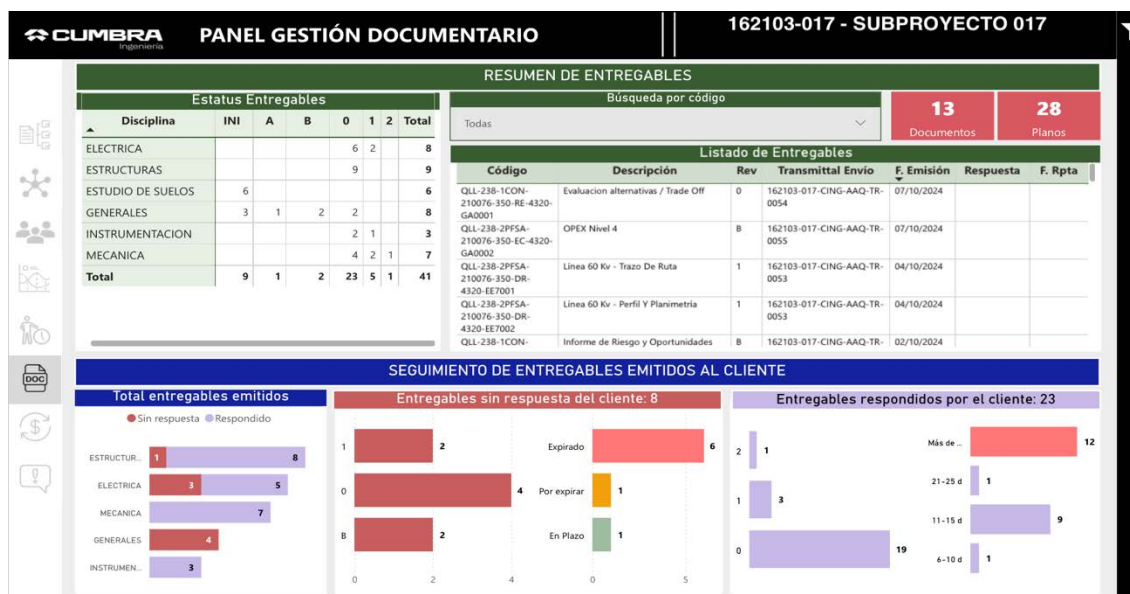 CUMBRA
Ingeniería
PANEL GESTIÓN DOCUMENTARIO
162103-017 - SUBPROYECTO 017
RESUMEN DE ENTREGABLES
Estatus Entregables
Disciplina INI A B 0 1 2 Total
ELECTRICA 6 2 8
ESTRUCTURAS 9 9
ESTUDIO DE SUELOS 6 6
GENERALES 3 1 2 2 8
INSTRUMENTACION 2 1 3
MECANICA 4 2 1 7
Total 9 1 2 23 5 1 41
Búsqueda por código
Todas
13
Documentos
28
Planos
Listado de Entregables
Código Descripción Rev Transmittal Envío F. Emisión Respuesta F. Rpta
QLL-238-1CON- Evaluacion alternativas / Trade Off 0 162103-017-CING-AAQ-TR- 07/10/2024
210076-350-RE-4320- 0054
GA0001
QLL-238-2PFSA- OPEX Nivel 4 B 162103-017-CING-AAQ-TR- 07/10/2024
210076-350-EC-4320- 0055
GA0002
QLL-238-2PFSA- Linea 60 Kv - Trazo De Ruta 1 162103-017-CING-AAQ-TR- 04/10/2024
210076-350-DR- 0053
4320-EE7001
QLL-238-2PFSA- Linea 60 Kv - Perfil Y Planimetría 1 162103-017-CING-AAQ-TR- 04/10/2024
210076-350-DR- 0053
4320-EE7002
QLL-238-1CON- Informe de Riesgo y Oportunidades B 162103-017-CING-AAQ-TR- 02/10/2024
DOC
SEGUIMIENTO DE ENTREGABLES EMITIDOS AL CLIENTE
Total entregables emitidos
Sin respuesta Respondido
ESTRUCTUR... 1 8
ELECTRICA 3 5
MECANICA 7
GENERALES 4
INSTRUMEN... 3
Entregables sin respuesta del cliente: 8
1 2
0 4
B 2
0 2 4
Expirado 6
Por expirar 1
En Plazo 1
0 5
Entregables respondidos por el cliente: 23
2 1
1 3
0 19
Más de ... 12
21-25 d 1
11-15 d 9
6-10 d 1